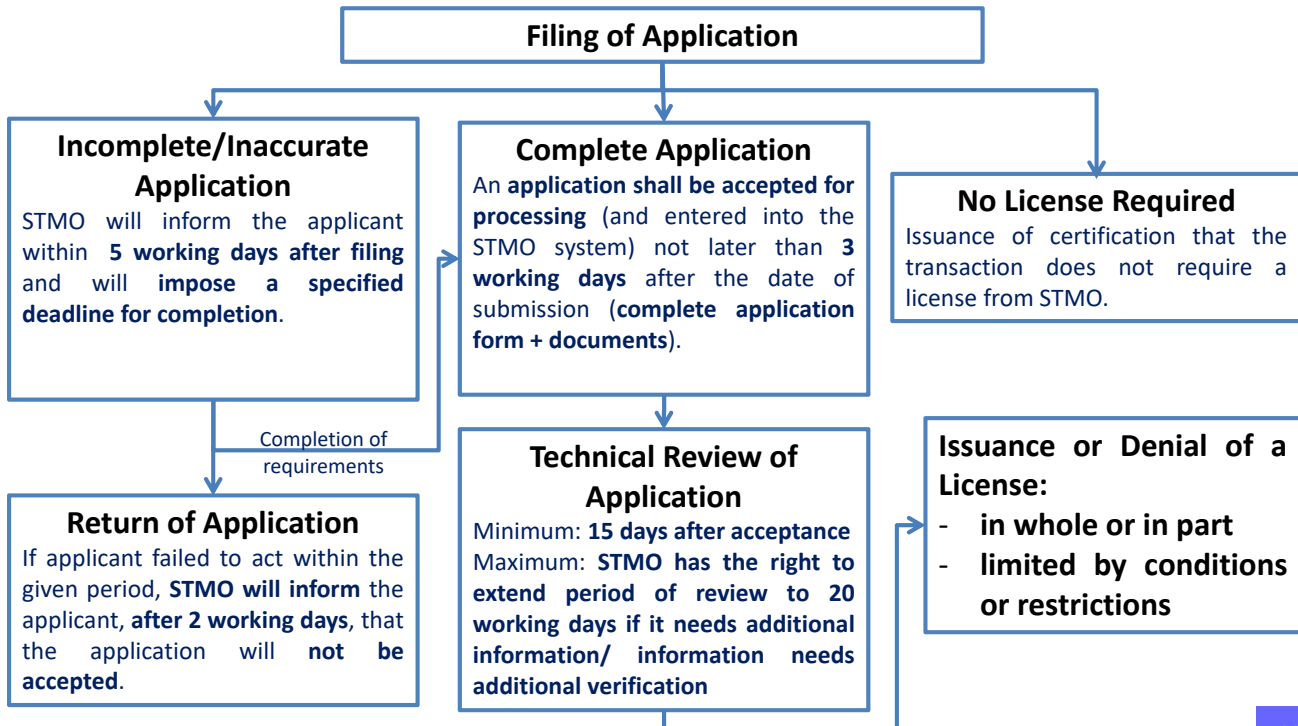 Filing of Application
Incomplete/Inaccurate
Application
STMO will inform the applicant
within 5 working days after filing
and will impose a specified
deadline for completion.
Complete Application
An application shall be accepted for
processing (and entered into the
STMO system) not later than 3
working days after the date of
submission (complete application
form + documents).
No License Required
Issuance of certification that the
transaction does not require a
license from STMO.
Completion of
requirements
Return of Application
If applicant failed to act within the
given period, STMO will inform the
applicant, after 2 working days, that
the application will not be
accepted.
Technical Review of
Application
Minimum: 15 days after acceptance
Maximum: STMO has the right to
extend period of review to 20
working days if it needs additional
information/ information needs
additional verification
Issuance or Denial of a
License:
- in whole or in part
- limited by conditions
or restrictions